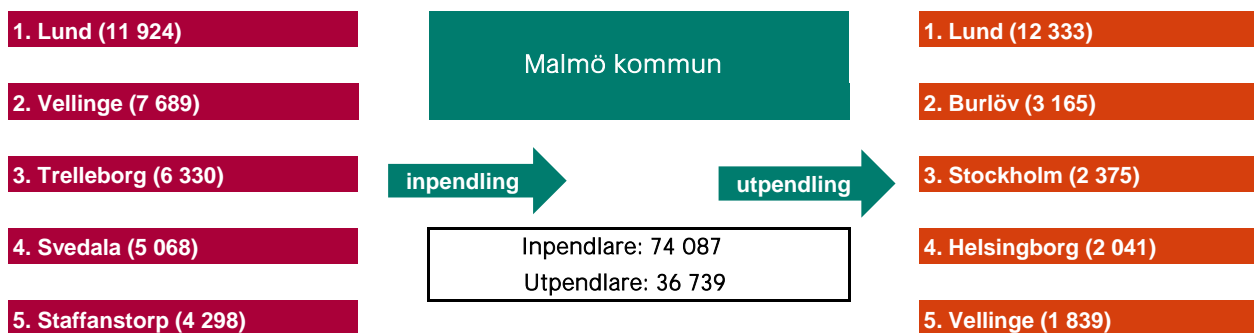 1. Lund (11 924)
2. Vellinge (7 689)
3. Trelleborg (6 330)
4. Svedala (5 068)
5. Staffanstorp (4 298)
Malmö kommun
inpendling
utpendling
Inpendlare: 74 087
Utpendlare: 36 739
1. Lund (12 333)
2. Burlöv (3 165)
3. Stockholm (2 375)
4. Helsingborg (2 041)
5. Vellinge (1 839)